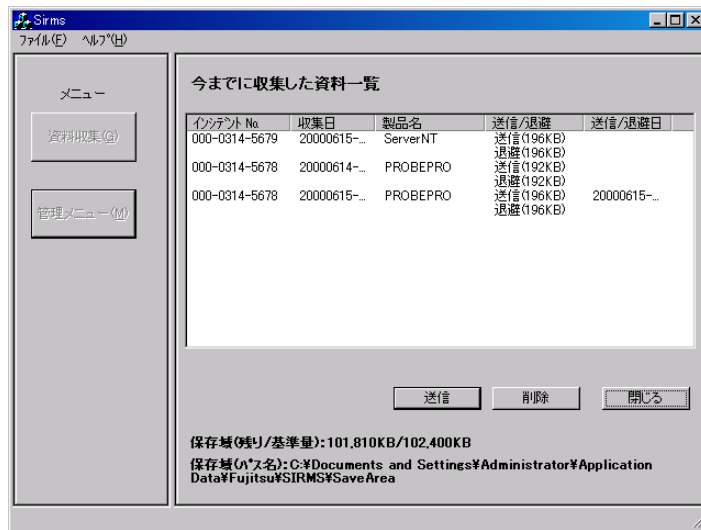 Sirms
ファイル(F) ヘルプ(H)
メニュー
資料収集(G)
管理メニュー(M)
今までに収集した資料一覧
インシデント No. 収集日 製品名 送信/退避 送信/退避日
000-0314-5679 20000615-... ServerNT 送信(196KB)
退避(196KB)
000-0314-5678 20000614-... PROBEPRO 送信(192KB)
退避(192KB)
000-0314-5678 20000615-... PROBEPRO 送信(196KB) 20000615-...
退避(196KB)
送信 削除 閉じる
保存域(残り/基準量):101,810KB/102,400KB
保存域(パス名):C:¥Documents and Settings¥Administrator¥Application
Data¥Fujitsu¥SIRMS¥SaveArea